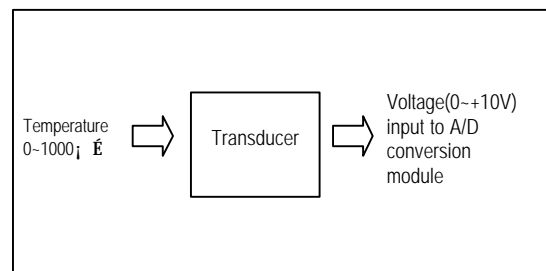 Temperature
0~1000¡ É
Transducer
Voltage(0~+10V)
input to A/D
conversion
module